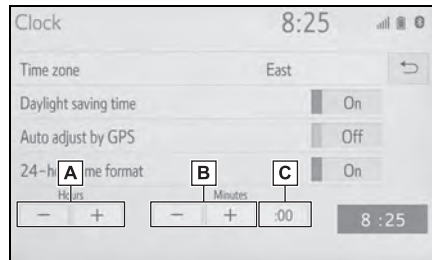 Clock 8:25
Time zone East
Daylight saving time On
Auto adjust by GPS Off
24-h me format On
A B C
Hours Minutes
− + − + :00 8 :25